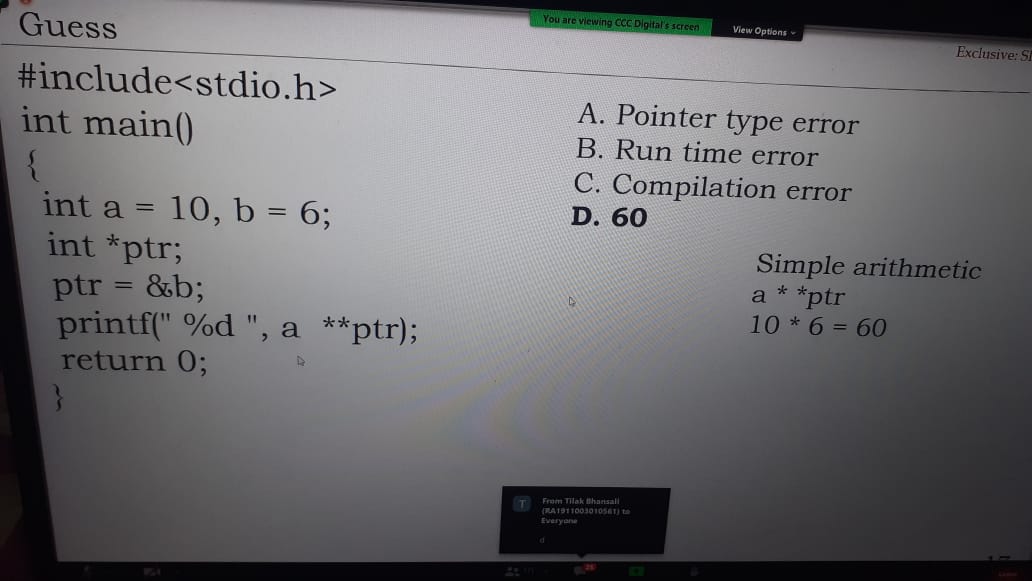 Guess
You are viewing CCC Digital's screen
View Options
Exclusive:
#include<stdio.h>
int main()
{
int a = 10, b = 6;
int *ptr;
ptr = &b;
printf(" %d ", a **ptr);
return 0;
}
A. Pointer type error
B. Run time error
C. Compilation error
D. 60
Simple arithmetic
a * *ptr
10 * 6 = 60
T
From Tilak Bhansali
(RA1911003010561) to
Everyone
d